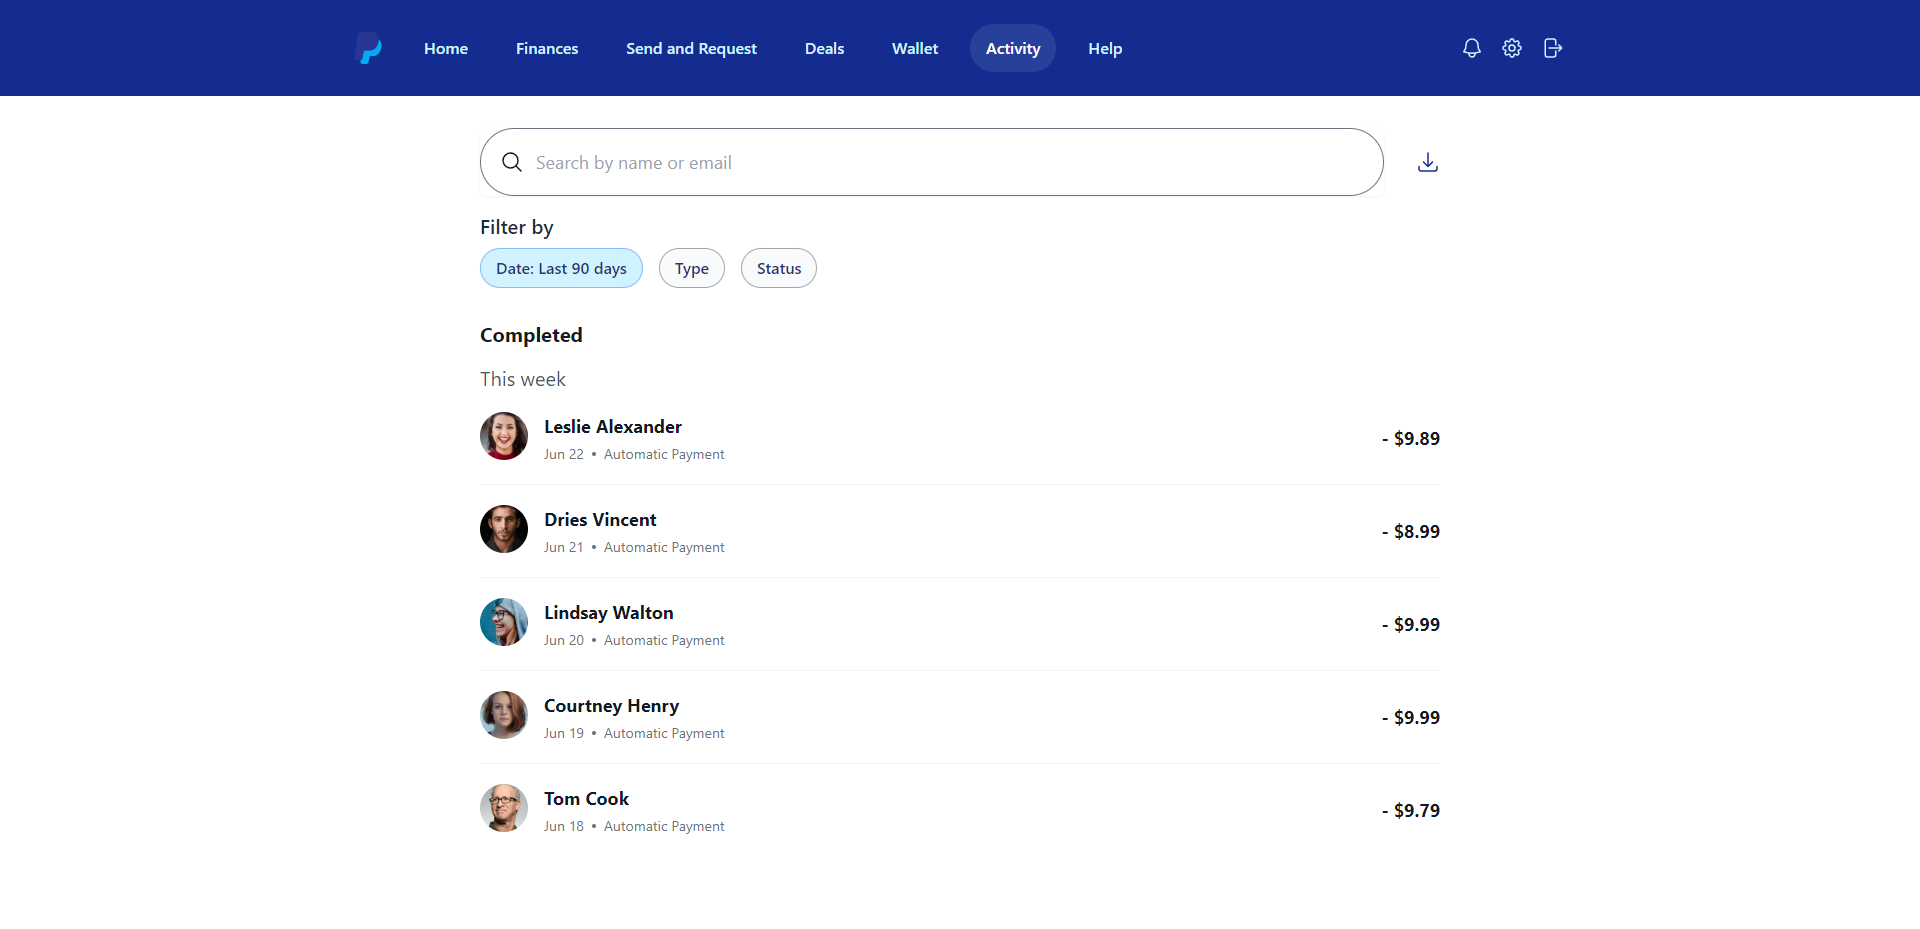 Home Finances Send and Request Deals Wallet Activity Help
Search by name or email
Filter by
Date: Last 90 days Type Status
Completed
This week
Leslie Alexander
- $9.89
Jun 22 • Automatic Payment
Dries Vincent
- $8.99
Jun 21 • Automatic Payment
Lindsay Walton
- $9.99
Jun 20 • Automatic Payment
Courtney Henry
- $9.99
Jun 19 • Automatic Payment
Tom Cook
- $9.79
Jun 18 • Automatic Payment